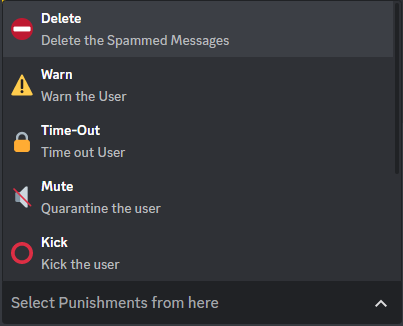 Delete
Delete the Spammed Messages
Warn
Warn the User
Time-Out
Time out User
Mute
Quarantine the user
Kick
Kick the user
Select Punishments from here